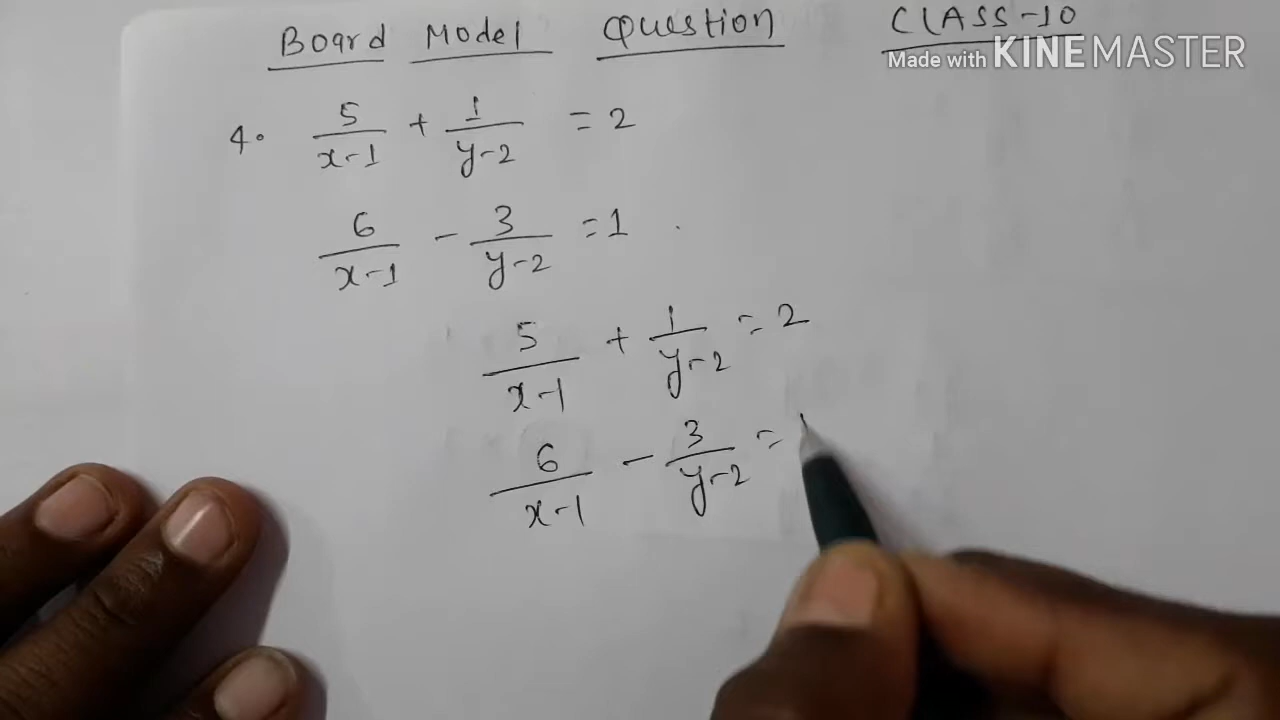 Board Model Question CLASS-10
Made with KINEMASTER
4. 5/(x-1) + 1/(y-2) = 2
6/(x-1) - 3/(y-2) = 1
5/(x-1) + 1/(y-2) = 2
6/(x-1) - 3/(y-2) =